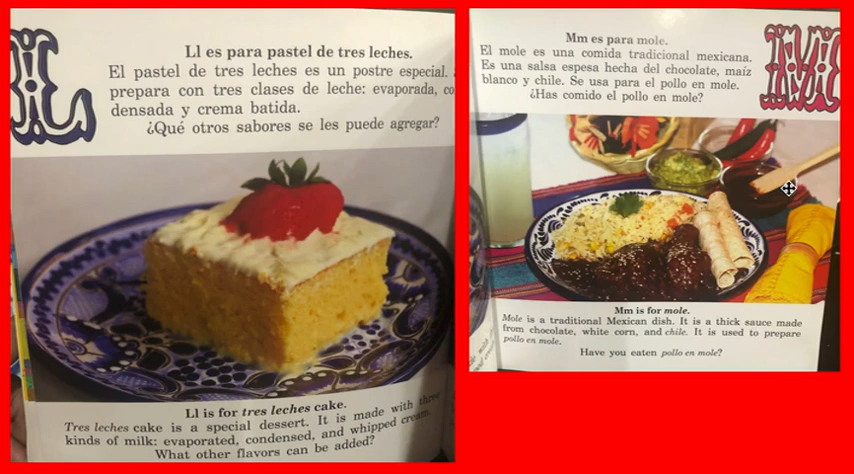 Ll es para pastel de tres leches.
El pastel de tres leches es un postre especial.
prepara con tres clases de leche: evaporada, co
densada y crema batida.
¿Qué otros sabores se les puede agregar?
Ll is for tres leches cake.
Tres leches cake is a special dessert. It is made with three
kinds of milk: evaporated, condensed, and whipped cream.
What other flavors can be added?
Mm es para mole.
El mole es una comida tradicional mexicana.
Es una salsa espesa hecha del chocolate, maíz
blanco y chile. Se usa para el pollo en mole.
¿Has comido el pollo en mole?
Mm is for mole.
Mole is a traditional Mexican dish. It is a thick sauce made
from chocolate, white corn, and chile. It is used to prepare
pollo en mole.
Have you eaten pollo en mole?